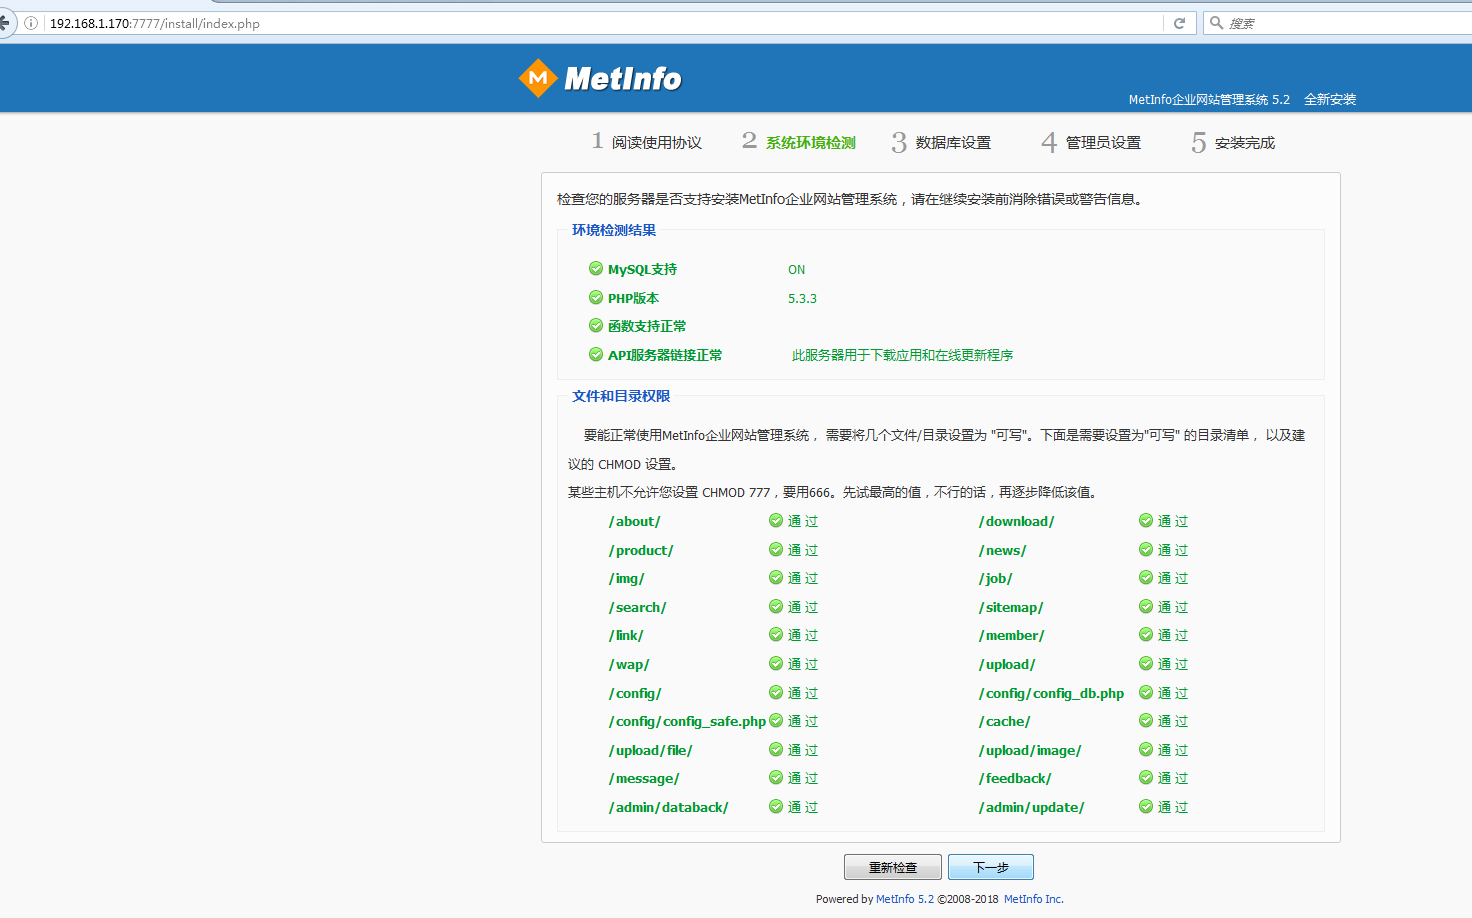 192.168.1.170:7777/install/index.php
搜索
M MetInfo
MetInfo企业网站管理系统 5.2 全新安装
1 阅读使用协议 2 系统环境检测 3 数据库设置 4 管理员设置 5 安装完成
检查您的服务器是否支持安装MetInfo企业网站管理系统，请在继续安装前消除错误或警告信息。
环境检测结果
MySQL支持 ON
PHP版本 5.3.3
函数支持正常
API服务器链接正常 此服务器用于下载应用和在线更新程序
文件和目录权限
要能正常使用MetInfo企业网站管理系统， 需要将几个文件/目录设置为 "可写"。下面是需要设置为"可写" 的目录清单， 以及建
议的 CHMOD 设置。
某些主机不允许您设置 CHMOD 777，要用666。先试最高的值，不行的话，再逐步降低该值。
/about/ 通 过 /download/ 通 过
/product/ 通 过 /news/ 通 过
/img/ 通 过 /job/ 通 过
/search/ 通 过 /sitemap/ 通 过
/link/ 通 过 /member/ 通 过
/wap/ 通 过 /upload/ 通 过
/config/ 通 过 /config/config_db.php 通 过
/config/config_safe.php 通 过 /cache/ 通 过
/upload/file/ 通 过 /upload/image/ 通 过
/message/ 通 过 /feedback/ 通 过
/admin/databack/ 通 过 /admin/update/ 通 过
重新检查 下一步
Powered by MetInfo 5.2 ©2008-2018 MetInfo Inc.